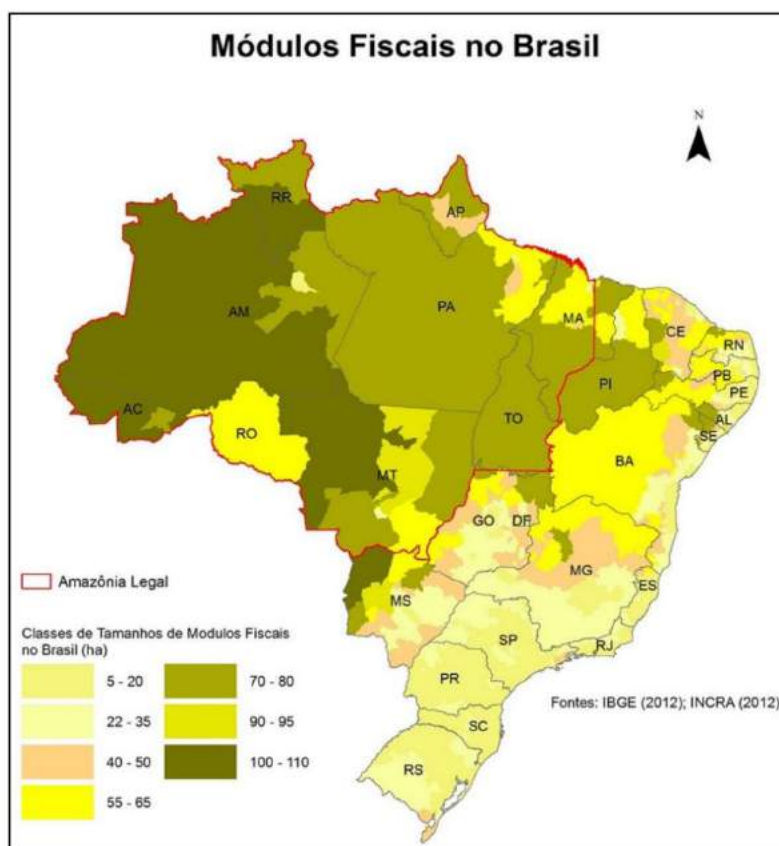 Módulos Fiscais no Brasil
N
RR
AP
AM
PA
MA
CE
RN
PB
PE
AL
SE
PI
TO
AC
RO
MT
BA
GO
DF
MG
ES
MS
SP
RJ
PR
SC
RS
Amazônia Legal
Classes de Tamanhos de Modulos Fiscais
no Brasil (ha)
5 - 20
70 - 80
22 - 35
90 - 95
40 - 50
100 - 110
55 - 65
Fontes: IBGE (2012); INCRA (2012)